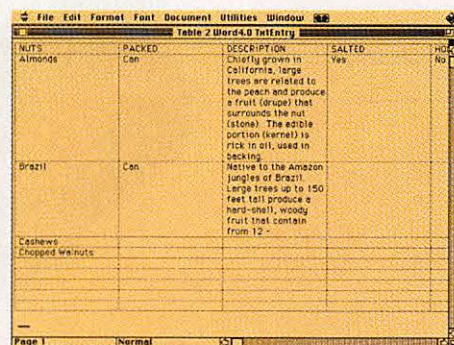 File Edit Format Font Document Utilities Window
Table 2 Word4.0 TxtEntry
NUTS PACKED DESCRIPTION SALTED HO
Almonds Can Chiefly grown in Yes No
California, large
trees are related to
the peach and produce
a fruit (drupe) that
surrounds the nut
(stone). The edible
portion (kernel) is
rick in oil, used in
backing.
Brazil Can Native to the Amazon
jungles of Brazil.
Large trees up to 150
feet tall produce a
hard-shell, woody
fruit that contain
from 12 -
Cashews
Chopped Walnuts
Page 1 Normal